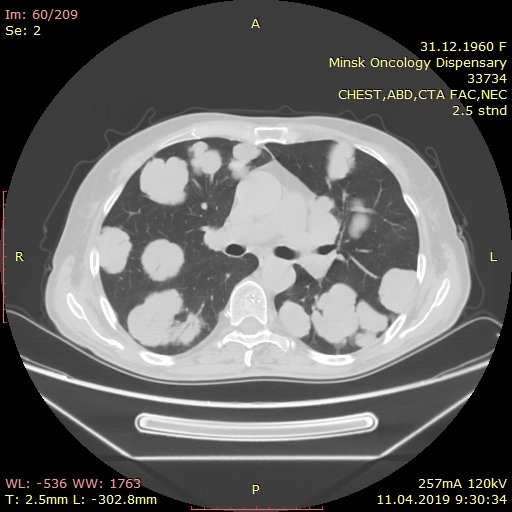 Im: 60/209
Se: 2
A
31.12.1960 F
Minsk Oncology Dispensary
33734
CHEST,ABD,CTA FAC,NEC
2.5 stnd
R
L
WL: -536 WW: 1763
T: 2.5mm L: -302.8mm
P
257mA 120kV
11.04.2019 9:30:34